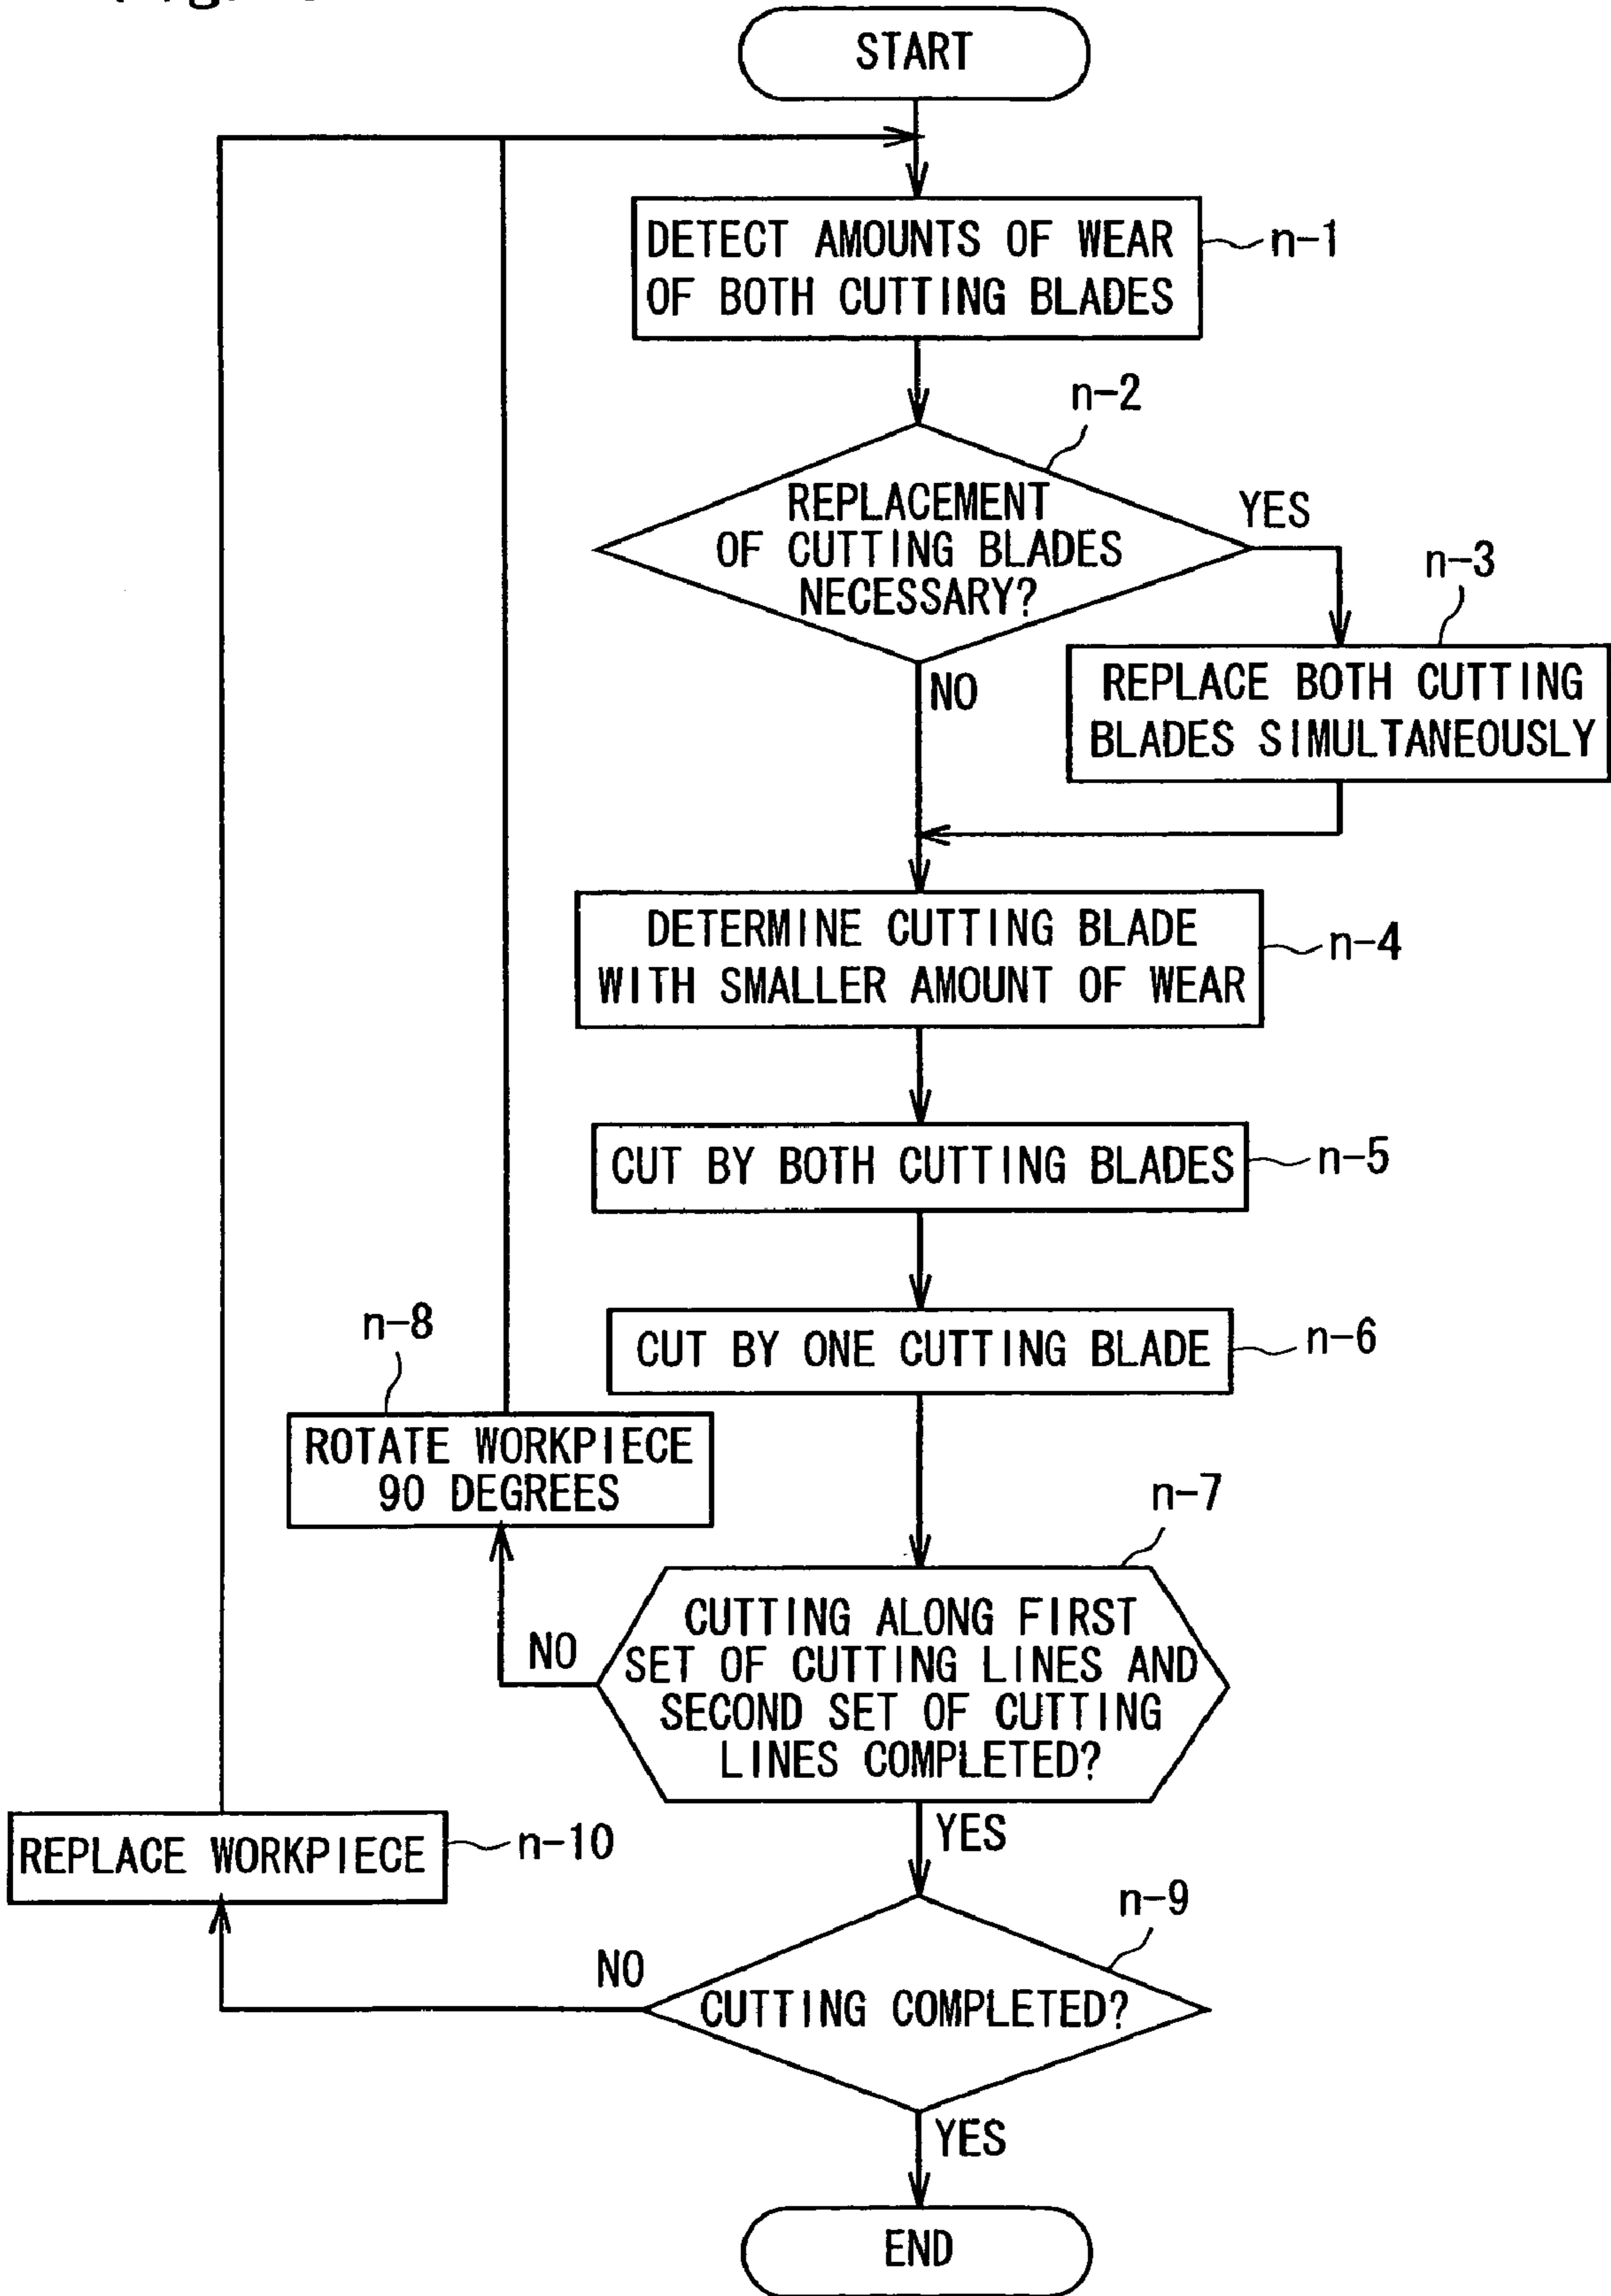 START
DETECT AMOUNTS OF WEAR
OF BOTH CUTTING BLADES
n-1
n-2
REPLACEMENT
OF CUTTING BLADES
NECESSARY?
YES
n-3
NO
REPLACE BOTH CUTTING
BLADES SIMULTANEOUSLY
DETERMINE CUTTING BLADE
WITH SMALLER AMOUNT OF WEAR
n-4
CUT BY BOTH CUTTING BLADES
n-5
CUT BY ONE CUTTING BLADE
n-6
n-8
ROTATE WORKPIECE
90 DEGREES
n-7
CUTTING ALONG FIRST
SET OF CUTTING LINES AND
SECOND SET OF CUTTING
LINES COMPLETED?
NO
YES
REPLACE WORKPIECE
n-10
n-9
NO
CUTTING COMPLETED?
YES
END